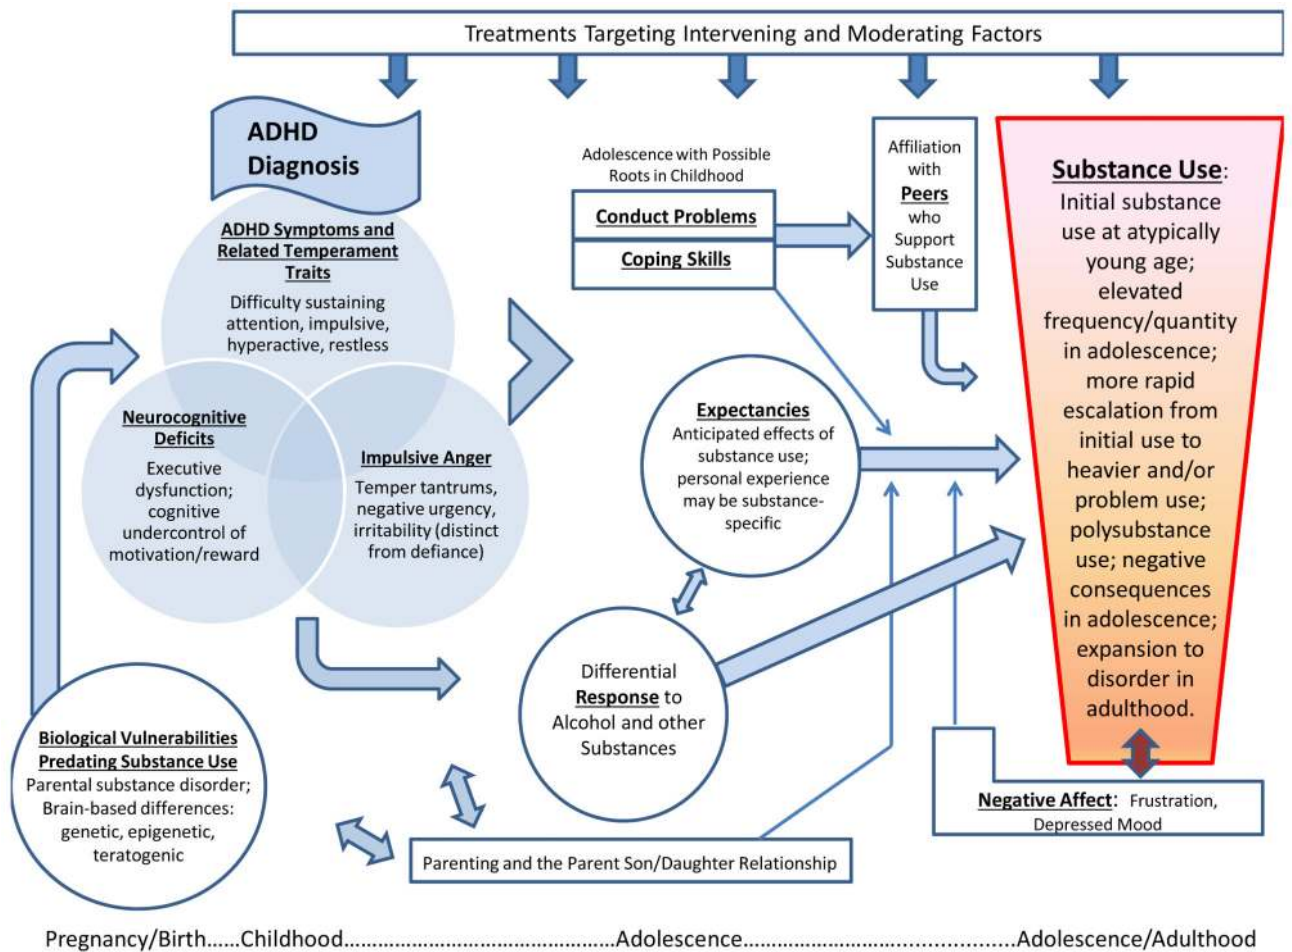 Treatments Targeting Intervening and Moderating Factors
ADHD
Diagnosis
ADHD Symptoms and
Related Temperament
Traits
Difficulty sustaining
attention, impulsive,
hyperactive, restless
Neurocognitive
Deficits
Executive
dysfunction;
cognitive
undercontrol of
motivation/reward
Impulsive Anger
Temper tantrums,
negative urgency,
irritability (distinct
from defiance)
Biological Vulnerabilities
Predating Substance Use
Parental substance disorder;
Brain-based differences:
genetic, epigenetic,
teratogenic
Adolescence with Possible
Roots in Childhood
Conduct Problems
Coping Skills
Affiliation
with
Peers
who
Support
Substance
Use
Expectancies
Anticipated effects of
substance use;
personal experience
may be substance-
specific
Differential
Response to
Alcohol and other
Substances
Parenting and the Parent Son/Daughter Relationship
Substance Use:
Initial substance
use at atypically
young age;
elevated
frequency/quantity
in adolescence;
more rapid
escalation from
initial use to
heavier and/or
problem use;
polysubstance
use; negative
consequences
in adolescence;
expansion to
disorder in
adulthood.
Negative Affect: Frustration,
Depressed Mood
Pregnancy/Birth......Childhood................................................Adolescence................................................Adolescence/Adulthood